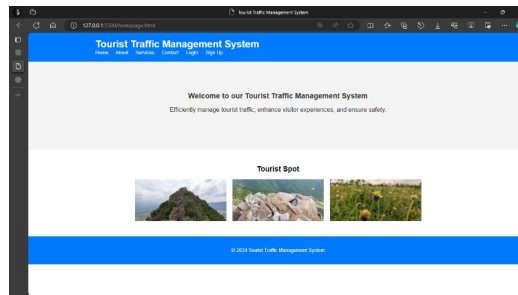 Tourist Traffic Management System
127.0.0.1:5500/homepage.html
Tourist Traffic Management System
Home About Services Contact Login Sign Up
Welcome to our Tourist Traffic Management System
Efficiently manage tourist traffic, enhance visitor experiences, and ensure safety.
Tourist Spot
© 2024 Tourist Traffic Management System